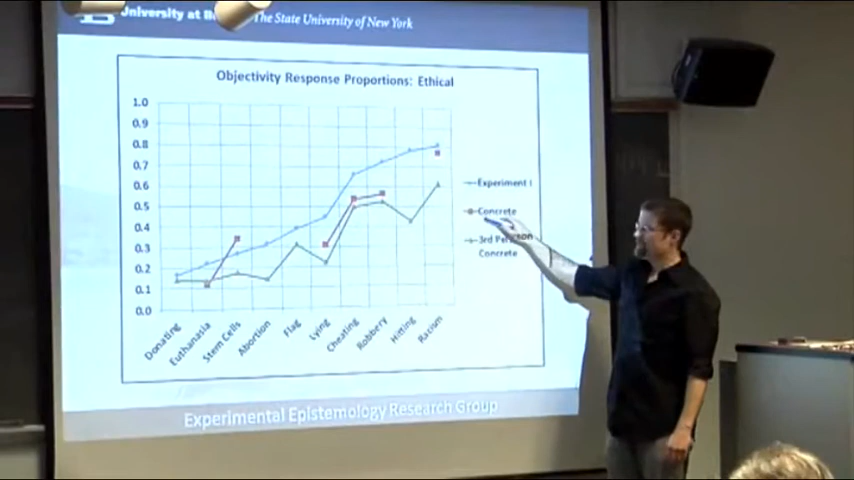 University at B
The State University of New York
Objectivity Response Proportions: Ethical
1.0
0.9
0.8
0.7
0.6
0.5
0.4
0.3
0.2
0.1
0.0
Donating
Euthanasia
Stem Cells
Abortion
Flag
Lying
Cheating
Robbery
Hitting
Racism
Experiment I
Concrete
3rd Person
Concrete
Experimental Epistemology Research Group